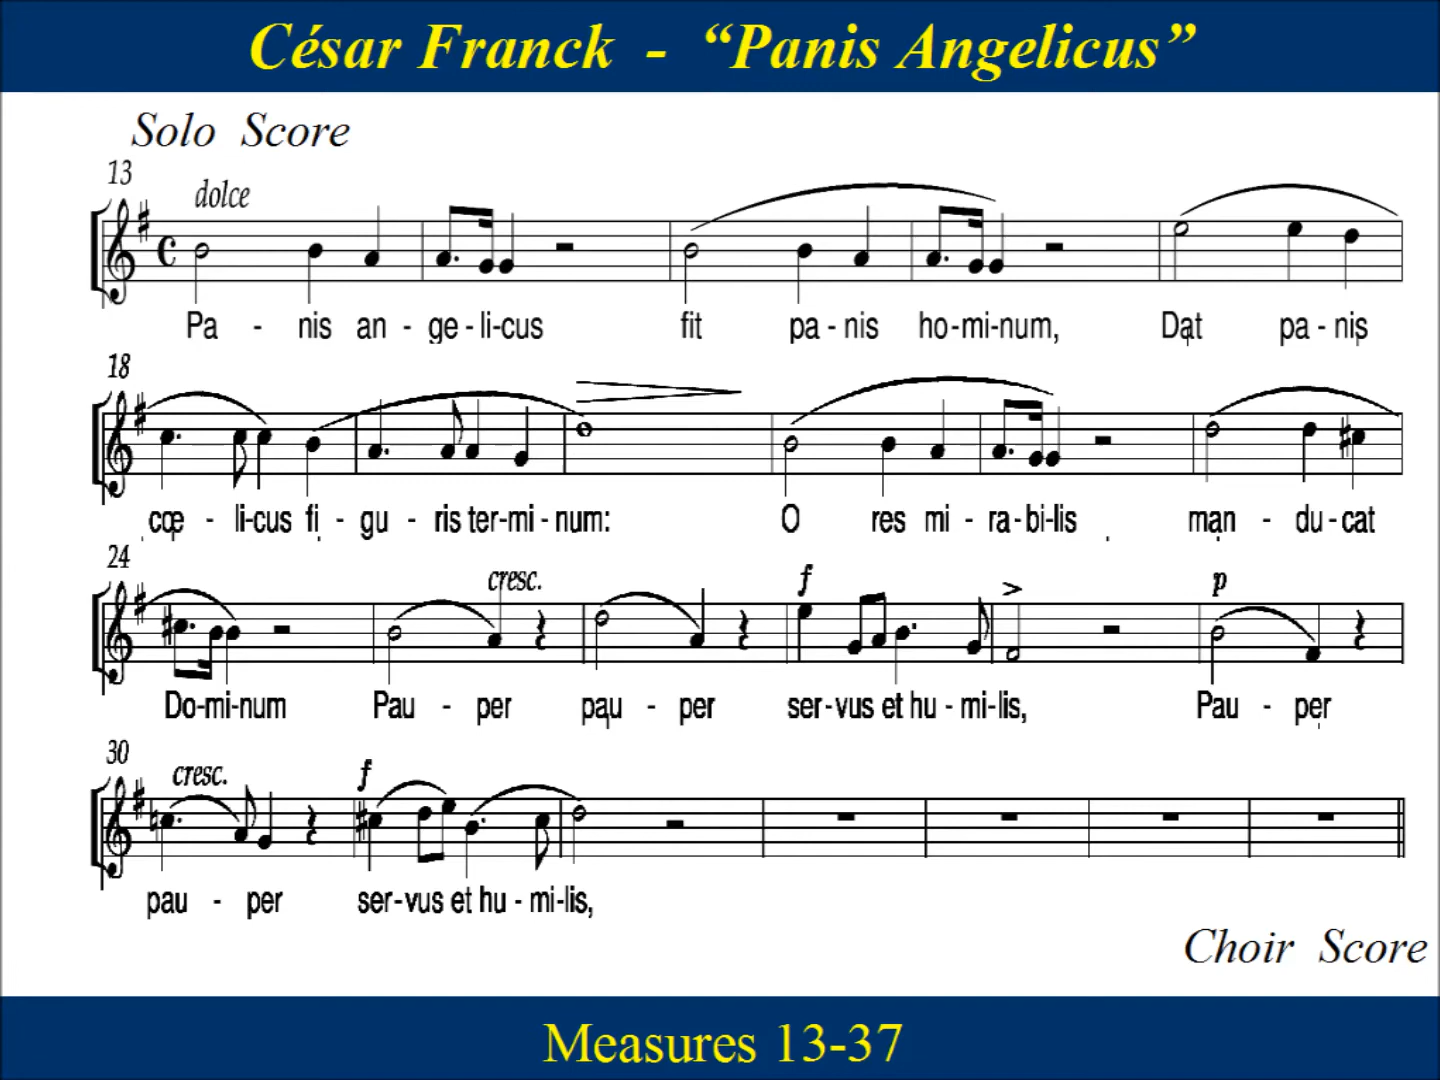 César Franck - “Panis Angelicus”
Solo Score
13
dolce
Pa - nis an - ge - li-cus fit pa - nis ho-mi-num, Dat pa - nis
18
cœ - li-cus fi - gu - ris ter-mi - num: O res mi - ra-bi-lis man - du - cat
24
cresc. f p
Do-mi-num Pau - per pau - per ser-vus et hu - mi-lis, Pau - per
30
cresc. f
pau - per ser-vus et hu - mi-lis,
Choir Score
Measures 13-37